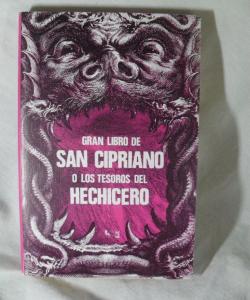 GRAN LIBRO DE
SAN CIPRIANO
O LOS TESOROS DEL
HECHICERO